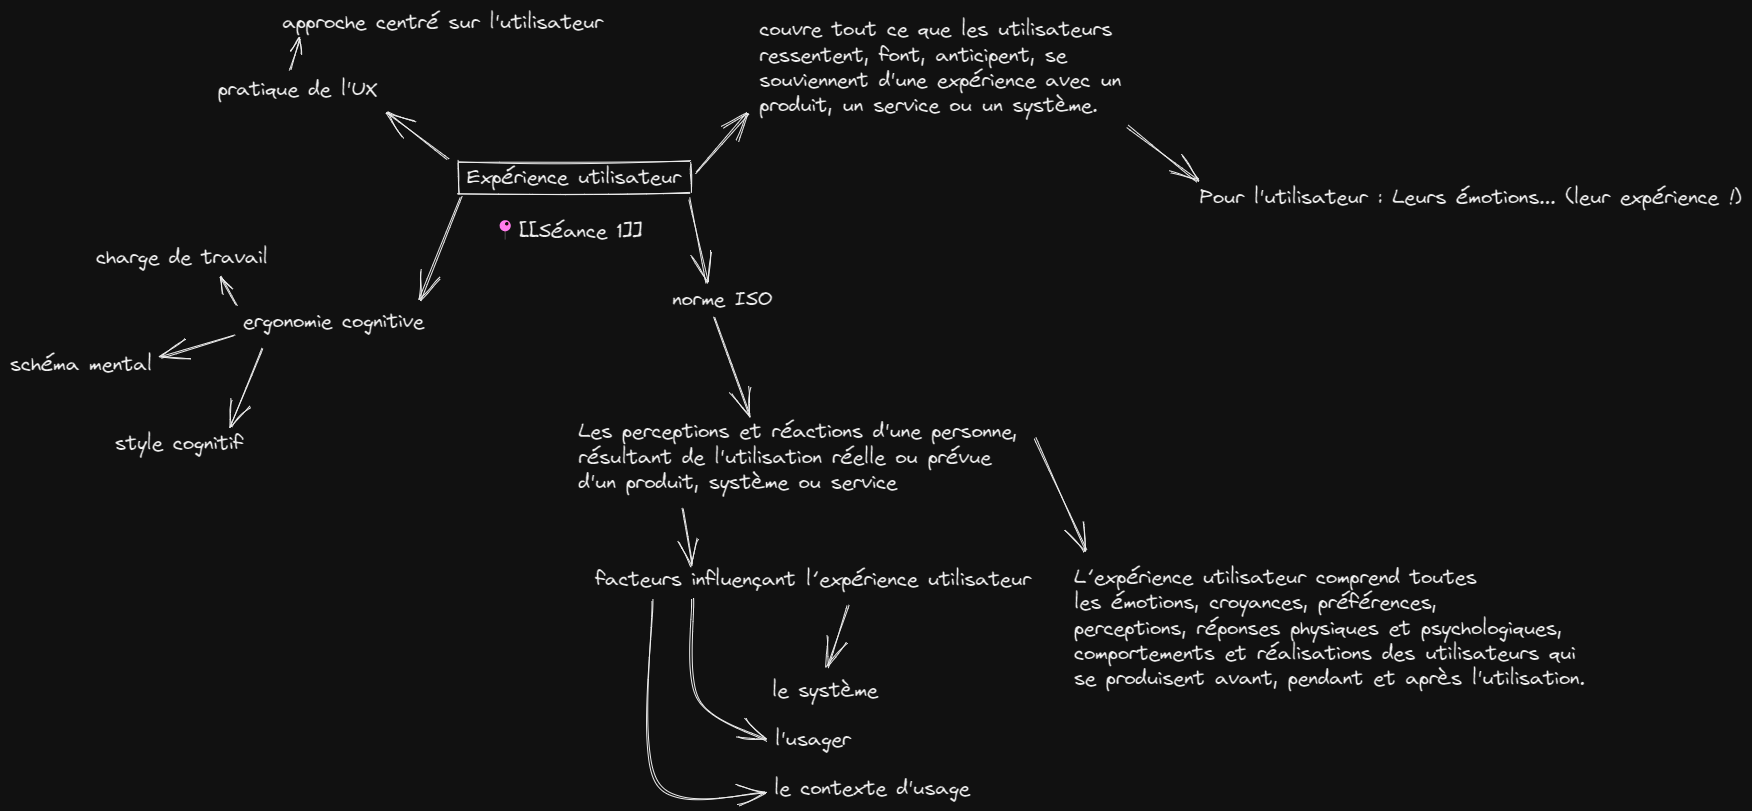 approche centré sur l'utilisateur
pratique de l'UX
couvre tout ce que les utilisateurs
ressentent, font, anticipent, se
souviennent d'une expérience avec un
produit, un service ou un système.
Expérience utilisateur
Pour l'utilisateur : Leurs émotions... (leur expérience !)
[[Séance 1]]
charge de travail
norme ISO
ergonomie cognitive
schéma mental
style cognitif
Les perceptions et réactions d'une personne,
résultant de l'utilisation réelle ou prévue
d'un produit, système ou service
facteurs influençant l'expérience utilisateur
L'expérience utilisateur comprend toutes
les émotions, croyances, préférences,
perceptions, réponses physiques et psychologiques,
comportements et réalisations des utilisateurs qui
se produisent avant, pendant et après l'utilisation.
le système
l'usager
le contexte d'usage